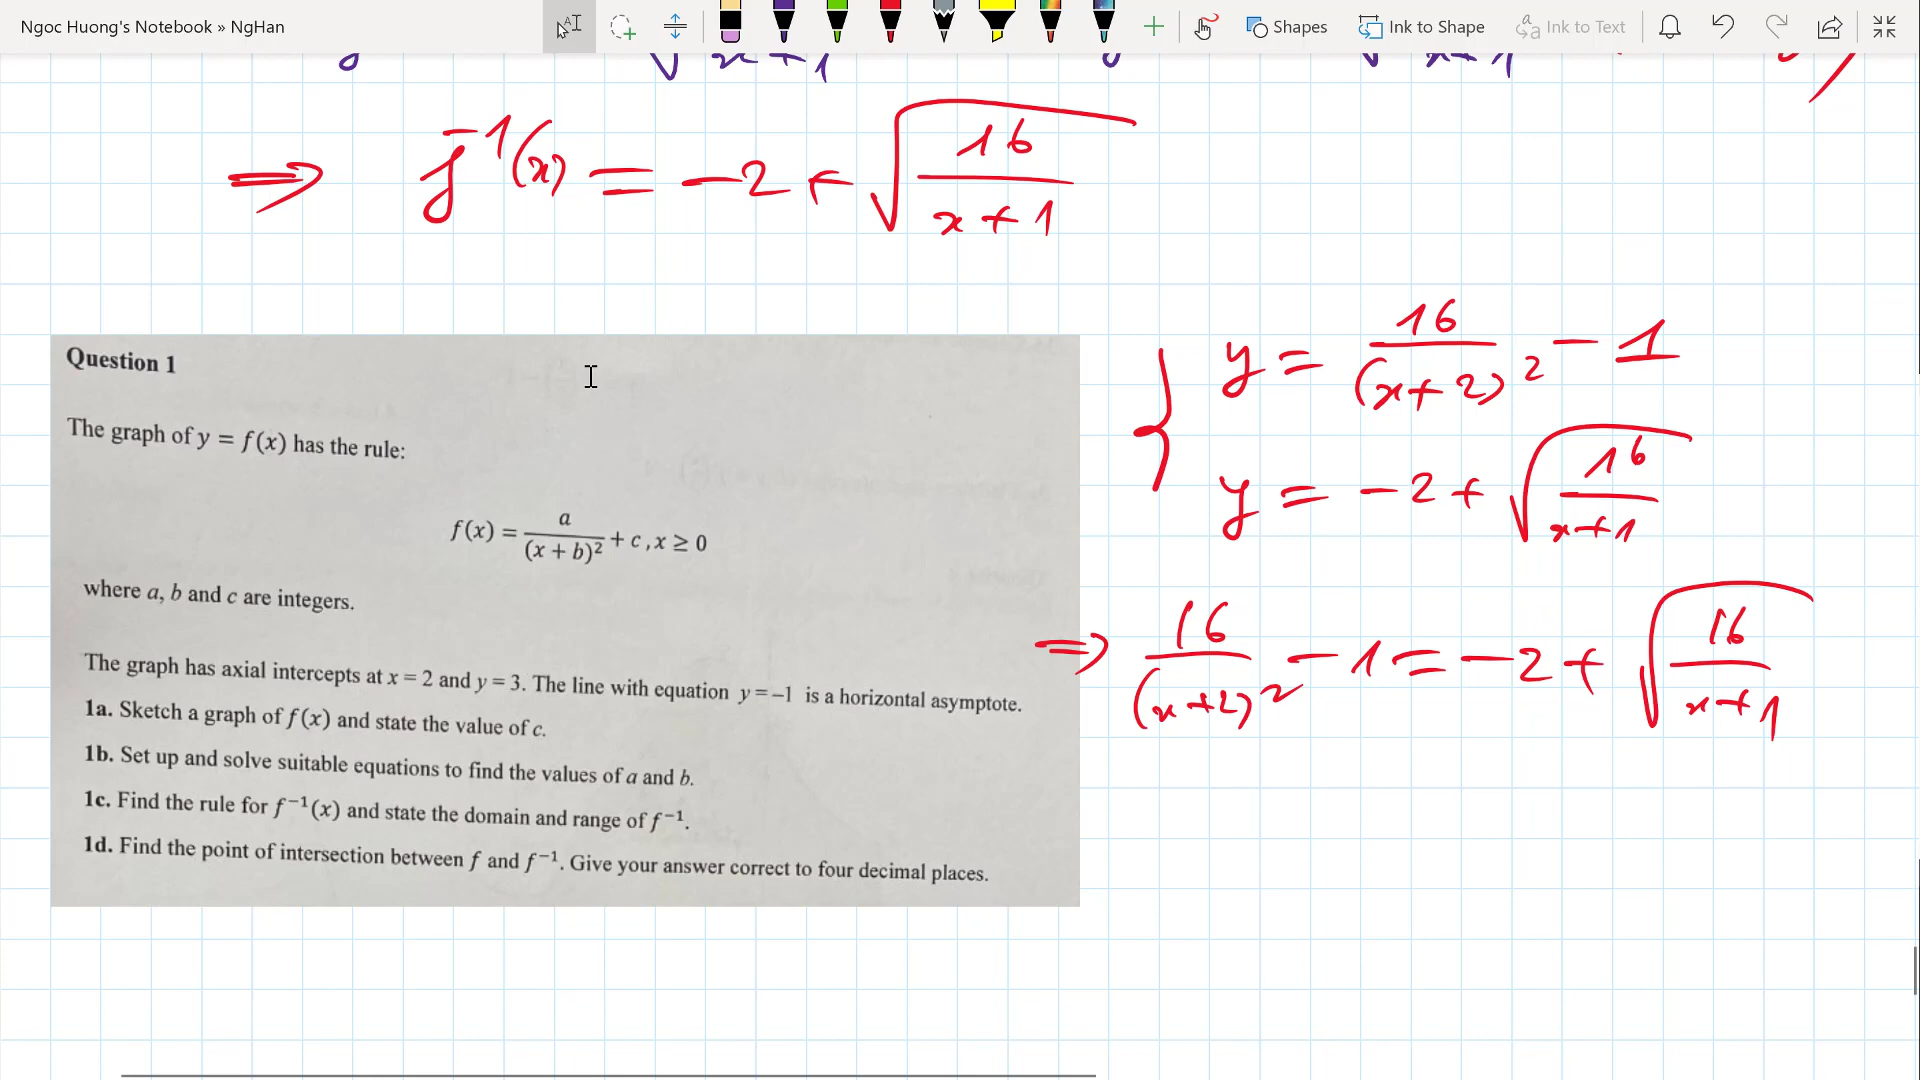 Ngoc Huong's Notebook » NgHan
Shapes
Ink to Shape
Ink to Text
⟹ f⁻¹(x) = −2 + √(16/(x+1))
Question 1
The graph of y = f(x) has the rule:
f(x) = a/(x + b)² + c , x ≥ 0
where a, b and c are integers.
The graph has axial intercepts at x = 2 and y = 3. The line with equation y = −1 is a horizontal asymptote.
1a. Sketch a graph of f(x) and state the value of c.
1b. Set up and solve suitable equations to find the values of a and b.
1c. Find the rule for f⁻¹(x) and state the domain and range of f⁻¹.
1d. Find the point of intersection between f and f⁻¹. Give your answer correct to four decimal places.
y = 16/(x+2)² − 1
y = −2 + √(16/(x+1))
⟹ 16/(x+2)² − 1 = −2 + √(16/(x+1))